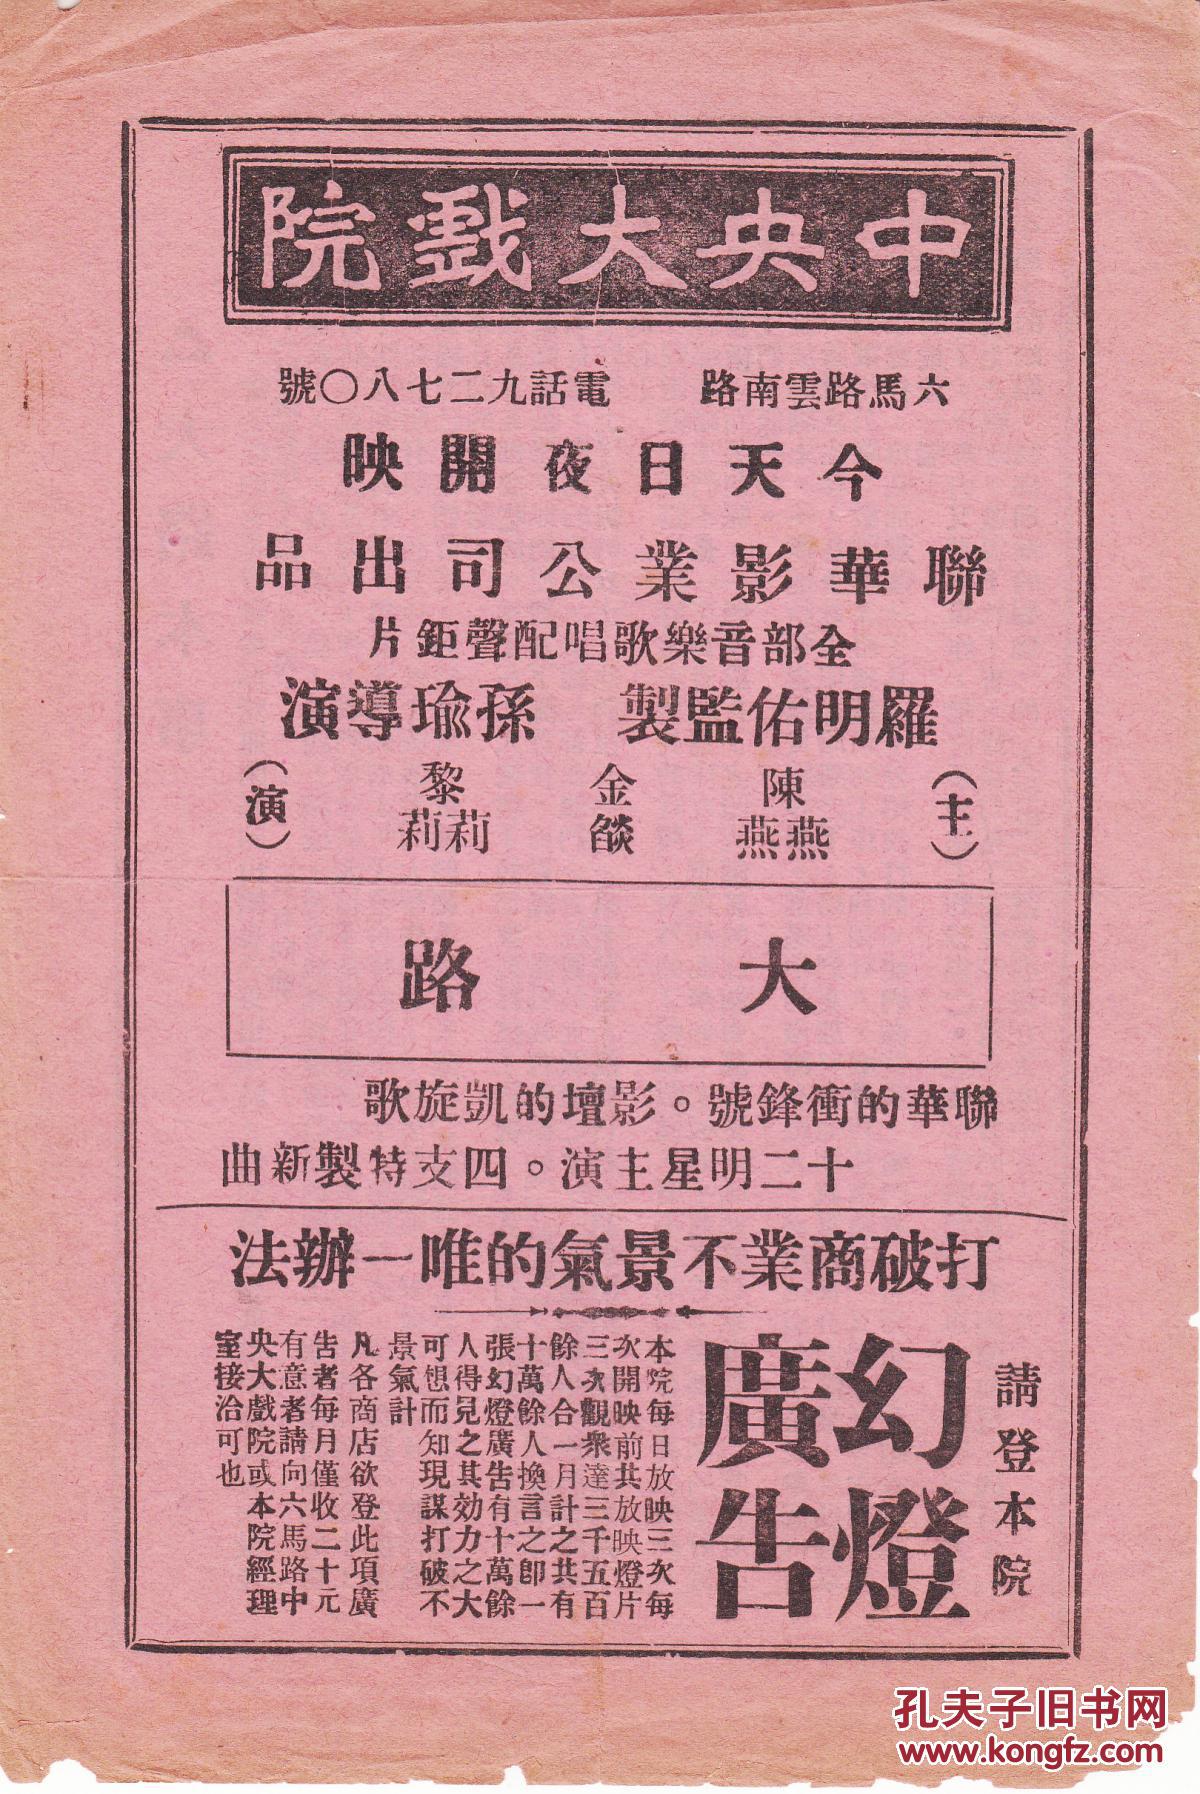 中央大戲院
六馬路雲南路 電話九二七八〇號
今天日夜開映
聯華影業公司出品
全部音樂歌唱配聲鉅片
羅明佑監製 孫瑜導演
(主 陳燕燕 金燄 黎莉莉 演)
大路
聯華的衝鋒號。影壇的凱旋歌
十二明星主演。四支特製新曲
打破商業不景氣的唯一辦法
請登本院
幻燈
廣告
本院每日放映三次每
次開映前共放映燈片
三次觀衆達三千五百
餘人合一月計之共有
十萬餘人換言之即一
張幻燈廣告有十萬餘
人得見之其効力之大
可想而知現謀打破不
景氣計
凡各商店欲登此項廣
告者每月僅收二十元
有意者請向六馬路中
央大戲院或本院經理
室接洽可也
孔夫子旧书网
www.kongfz.com